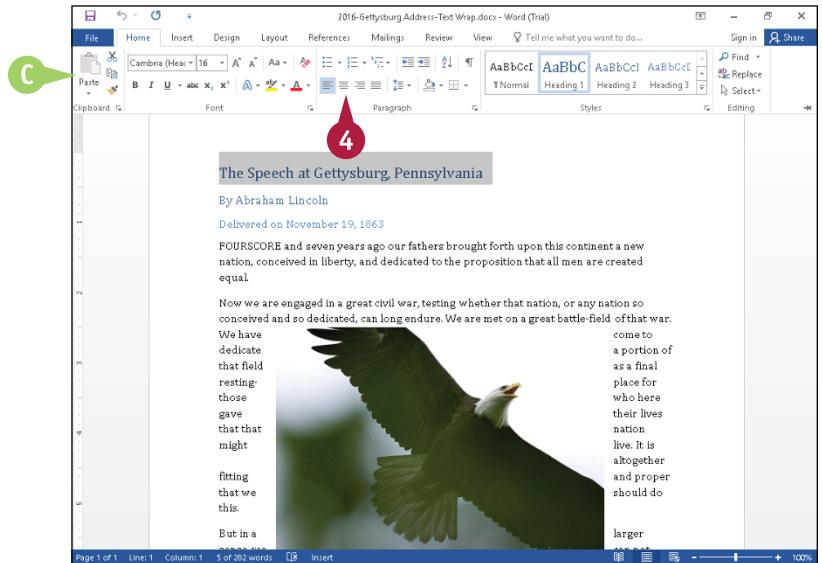 2016-Gettysburg Address-Text Wrap.docx - Word (Trial)
File Home Insert Design Layout References Mailings Review View Tell me what you want to do... Sign in Share
C
Paste
Cambria (Heac 16 A A Aa
B I U abc X₂ X² A aby A
AaBbCcI AaBbC AaBbCcI AaBbCcI
¶ Normal Heading 1 Heading 2 Heading 3
Find
Replace
Select
Clipboard Font Paragraph Styles Editing
4
The Speech at Gettysburg, Pennsylvania
By Abraham Lincoln
Delivered on November 19, 1863
FOURSCORE and seven years ago our fathers brought forth upon this continent a new
nation, conceived in liberty, and dedicated to the proposition that all men are created
equal.
Now we are engaged in a great civil war, testing whether that nation, or any nation so
conceived and so dedicated, can long endure. We are met on a great battle-field of that war.
We have come to
dedicate a portion of
that field as a final
resting- place for
those who here
gave their lives
that that nation
might live. It is
altogether
fitting and proper
that we should do
this.
But in a larger
Page 1 of 1 Line: 1 Column: 1 5 of 282 words Insert 100%